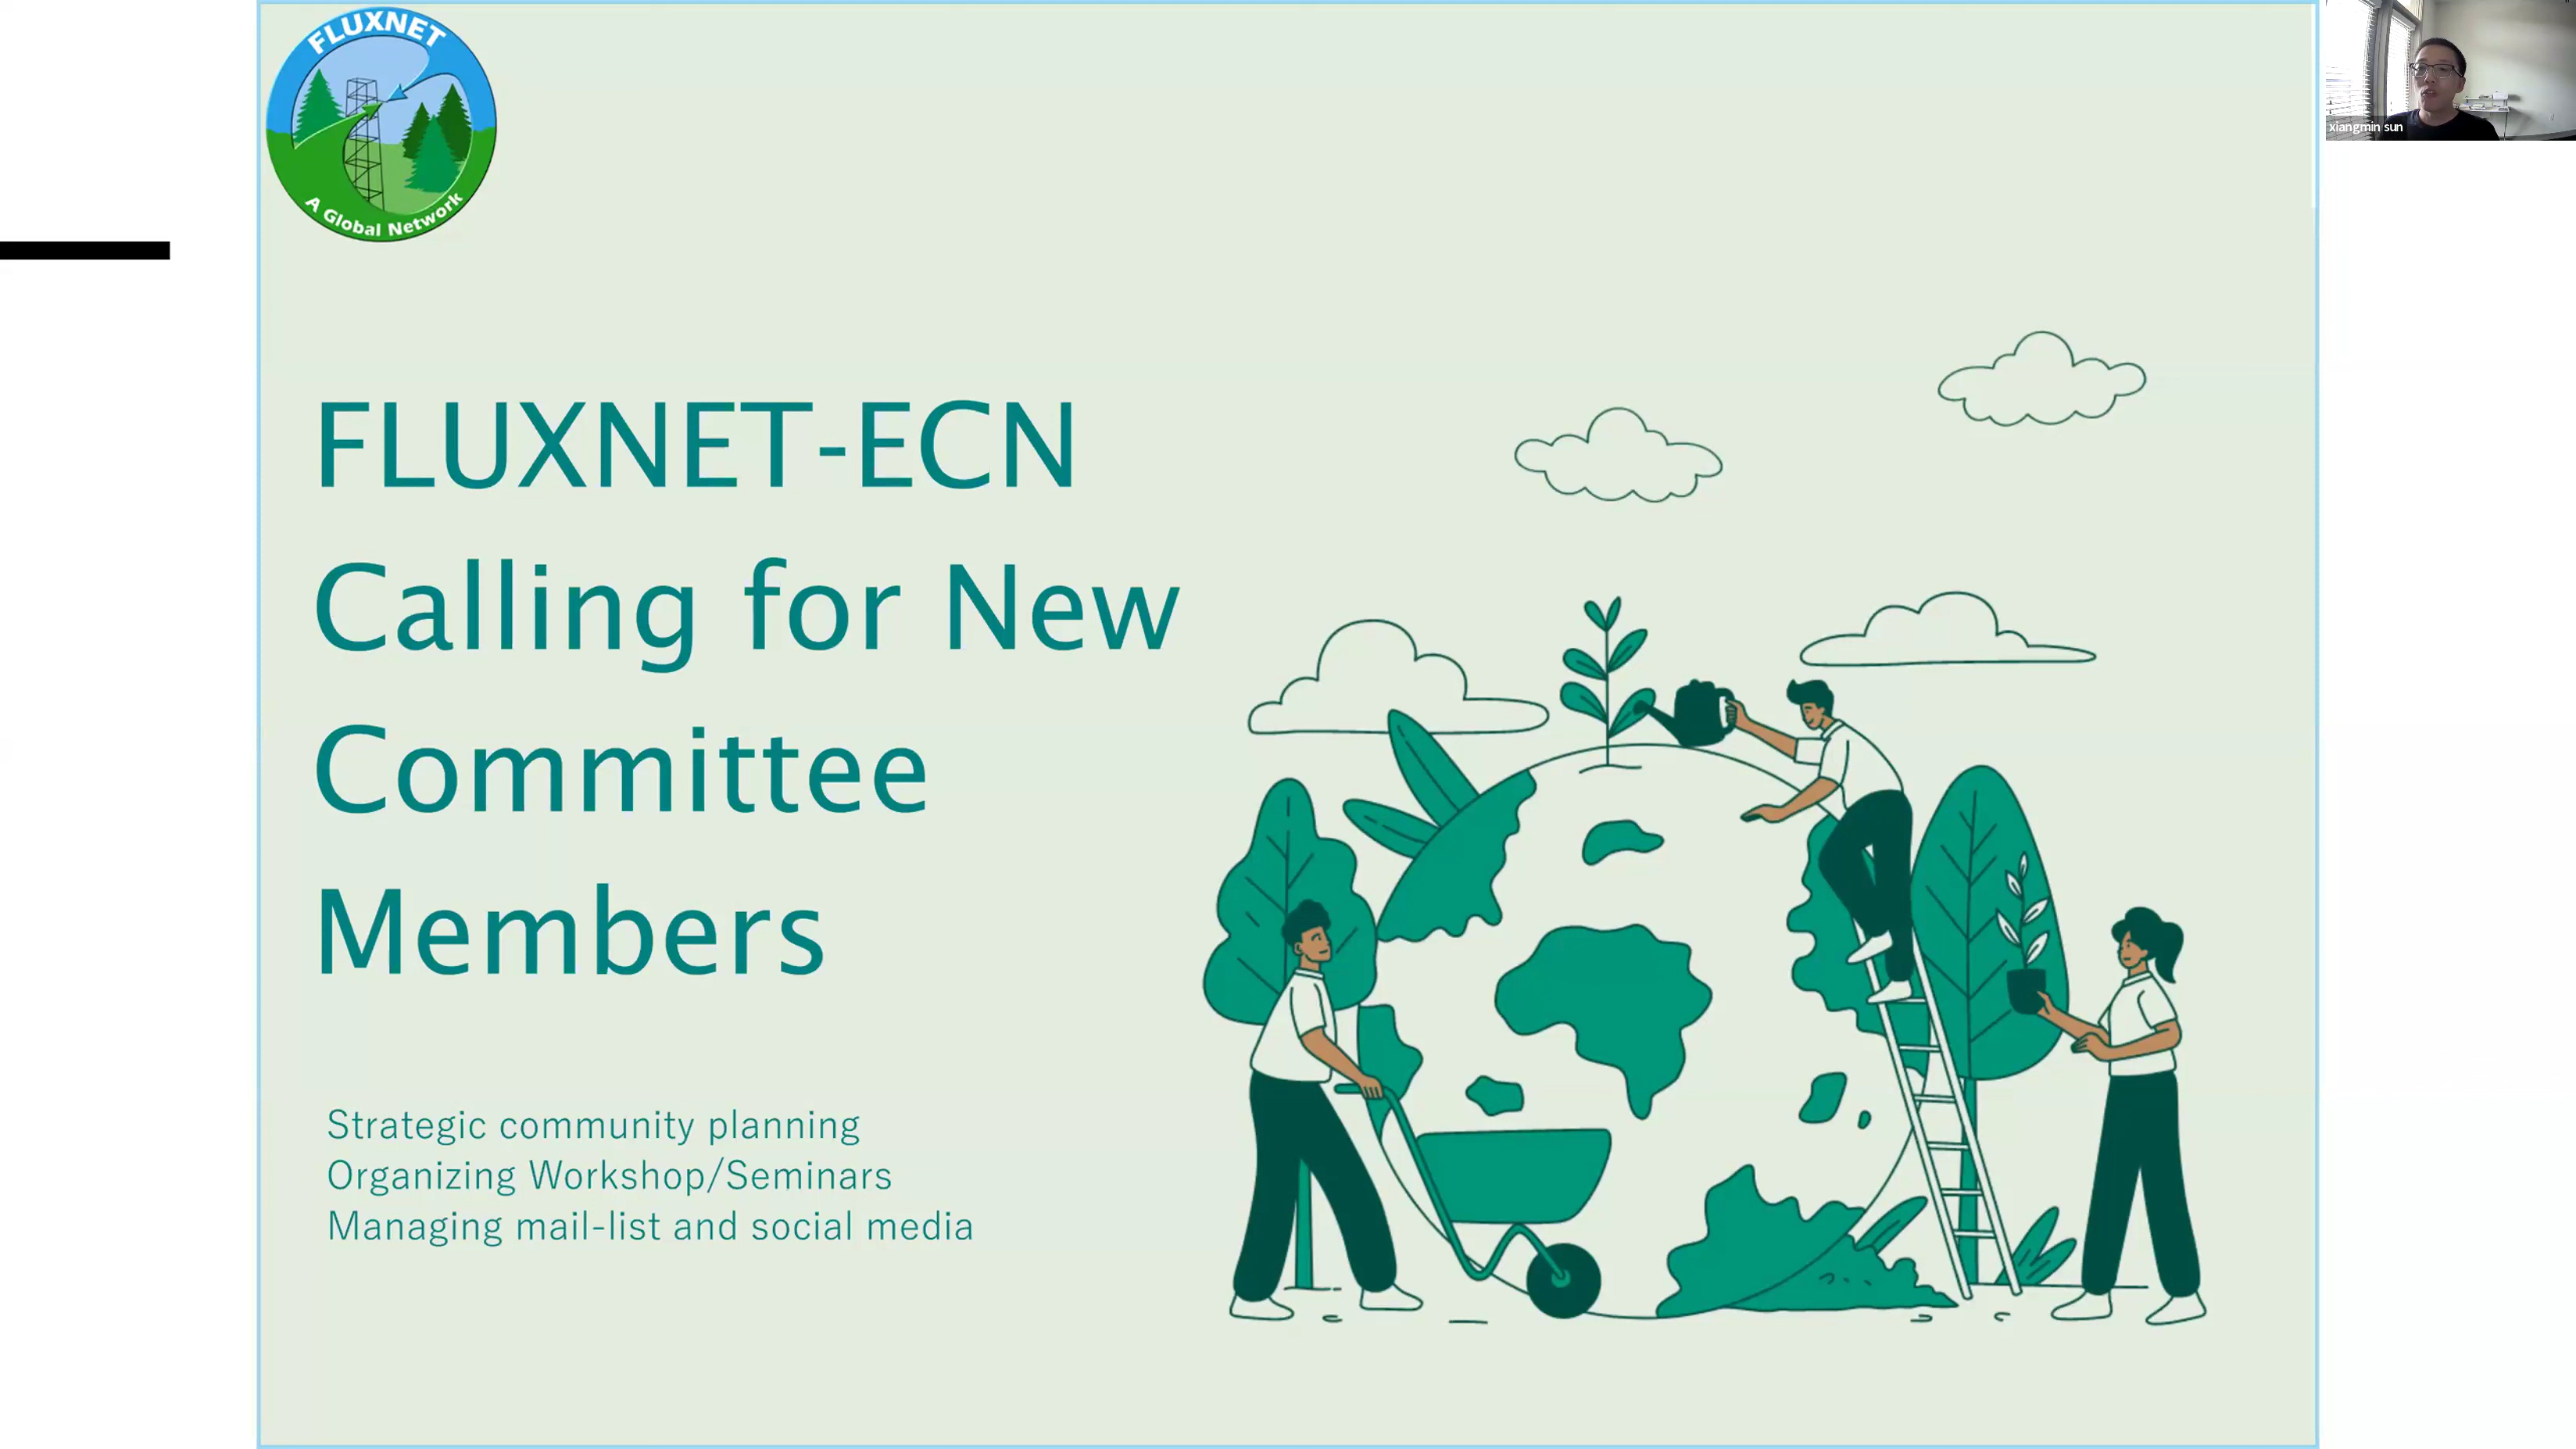 FLUXNET
A Global Network
xiangmin sun
FLUXNET-ECN
Calling for New
Committee
Members
Strategic community planning
Organizing Workshop/Seminars
Managing mail-list and social media